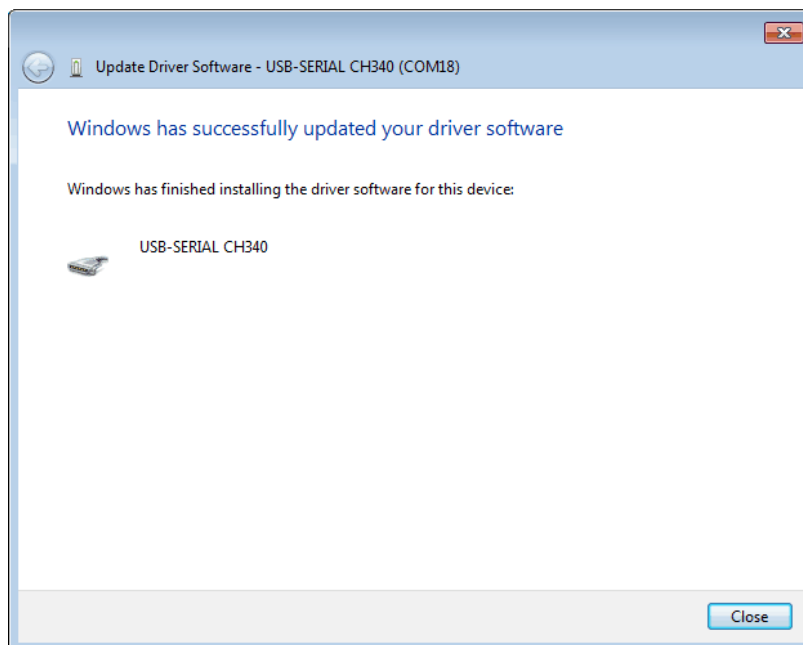 Update Driver Software - USB-SERIAL CH340 (COM18)
Windows has successfully updated your driver software
Windows has finished installing the driver software for this device:
USB-SERIAL CH340
Close